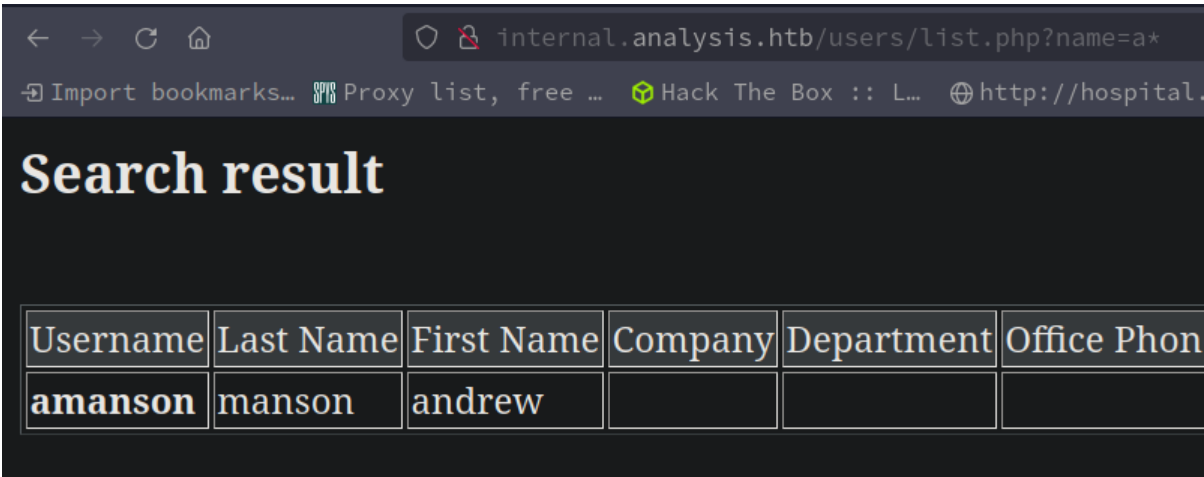 internal.analysis.htb/users/list.php?name=a*
Import bookmarks… Proxy list, free … Hack The Box :: L… http://hospital.
Search result
Username Last Name First Name Company Department Office Phon
amanson manson andrew